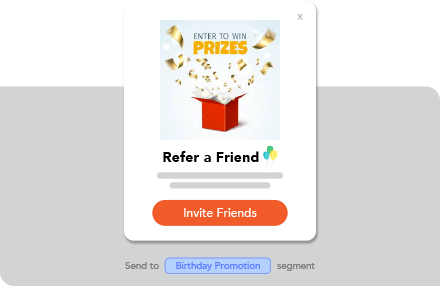 x
ENTER TO WIN
PRIZES
Refer a Friend
Invite Friends
Send to Birthday Promotion segment